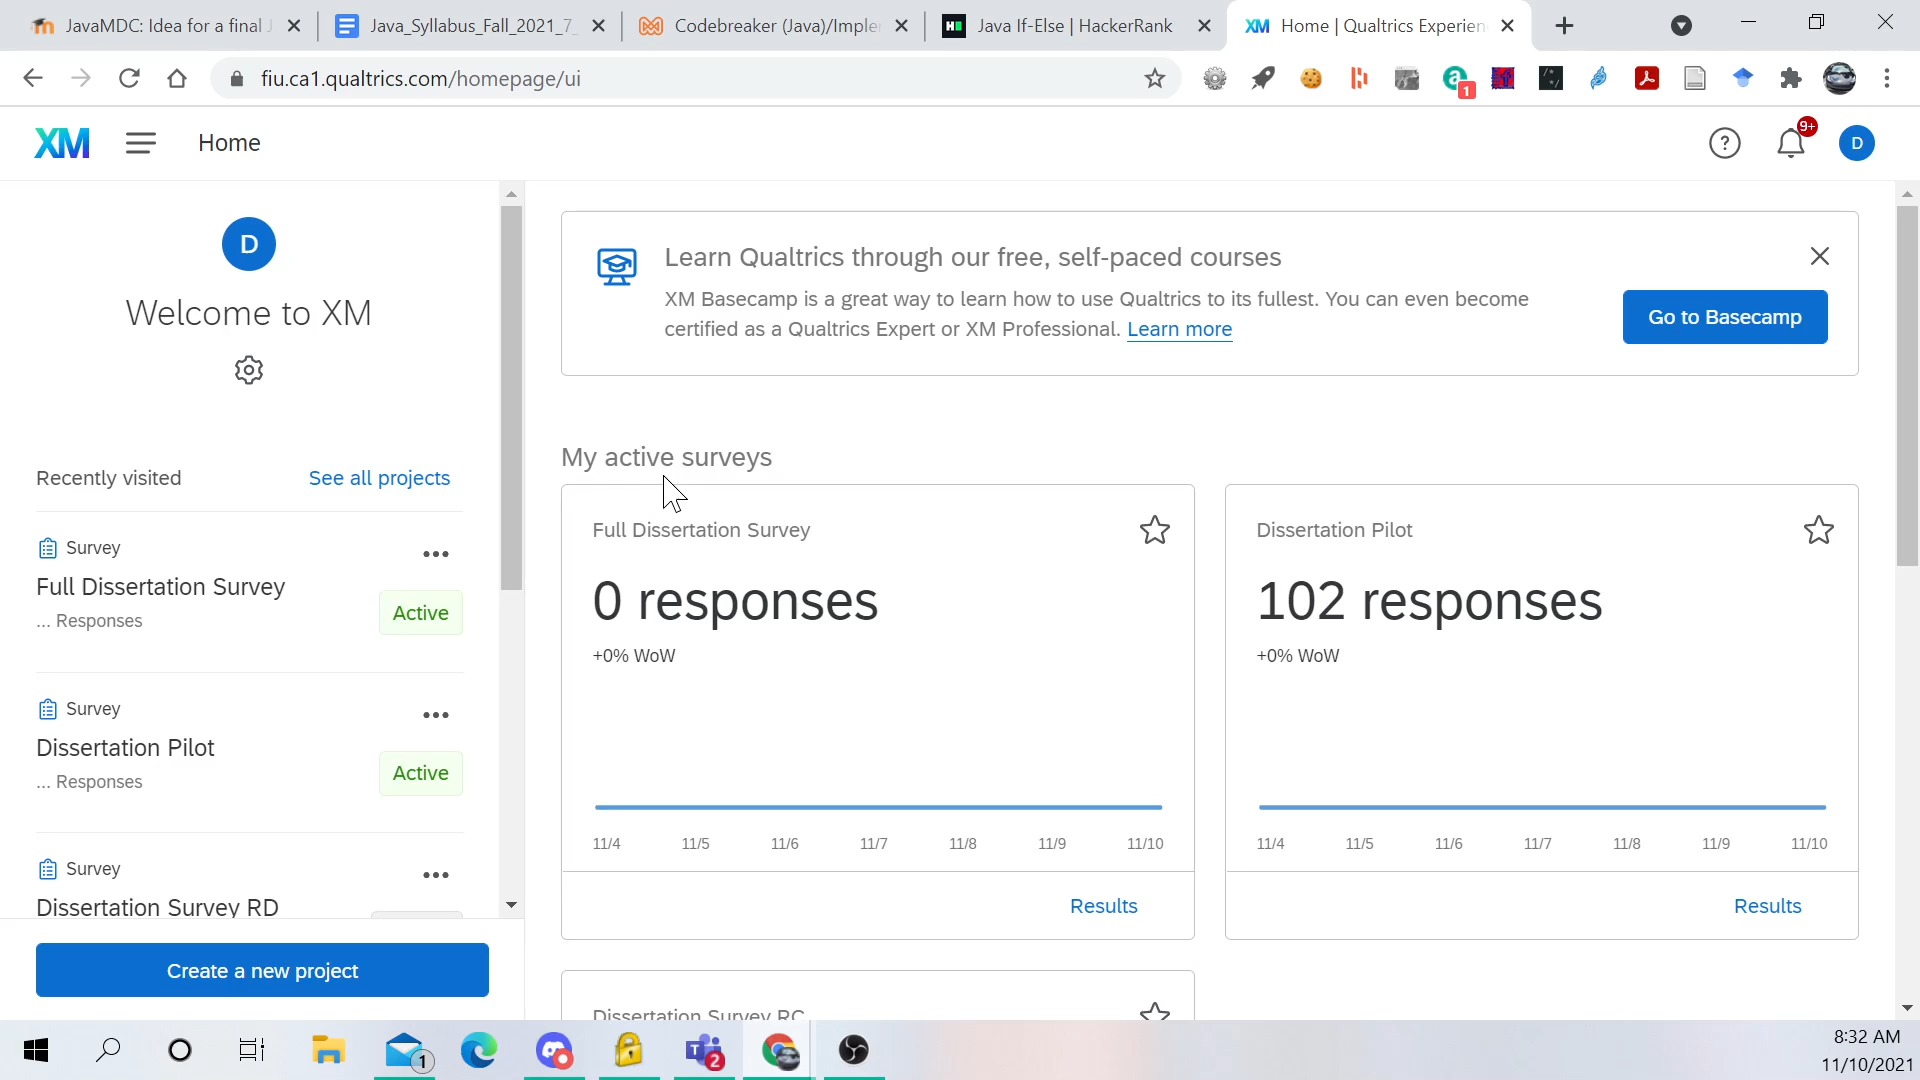 JavaMDC: Idea for a final J
Java_Syllabus_Fall_2021_7_
Codebreaker (Java)/Impler
Java If-Else | HackerRank
XM Home | Qualtrics Experien
fiu.ca1.qualtrics.com/homepage/ui
1
XM
Home
?
9+
D
D
Welcome to XM
Recently visited
See all projects
Survey
Full Dissertation Survey
... Responses
Active
Survey
Dissertation Pilot
... Responses
Active
Survey
Dissertation Survey RD
Create a new project
Learn Qualtrics through our free, self-paced courses
XM Basecamp is a great way to learn how to use Qualtrics to its fullest. You can even become
certified as a Qualtrics Expert or XM Professional. Learn more
Go to Basecamp
My active surveys
Full Dissertation Survey
0 responses
+0% WoW
11/4 11/5 11/6 11/7 11/8 11/9 11/10
Results
Dissertation Pilot
102 responses
+0% WoW
11/4 11/5 11/6 11/7 11/8 11/9 11/10
Results
Dissertation Survey RC
1
2
8:32 AM
11/10/2021